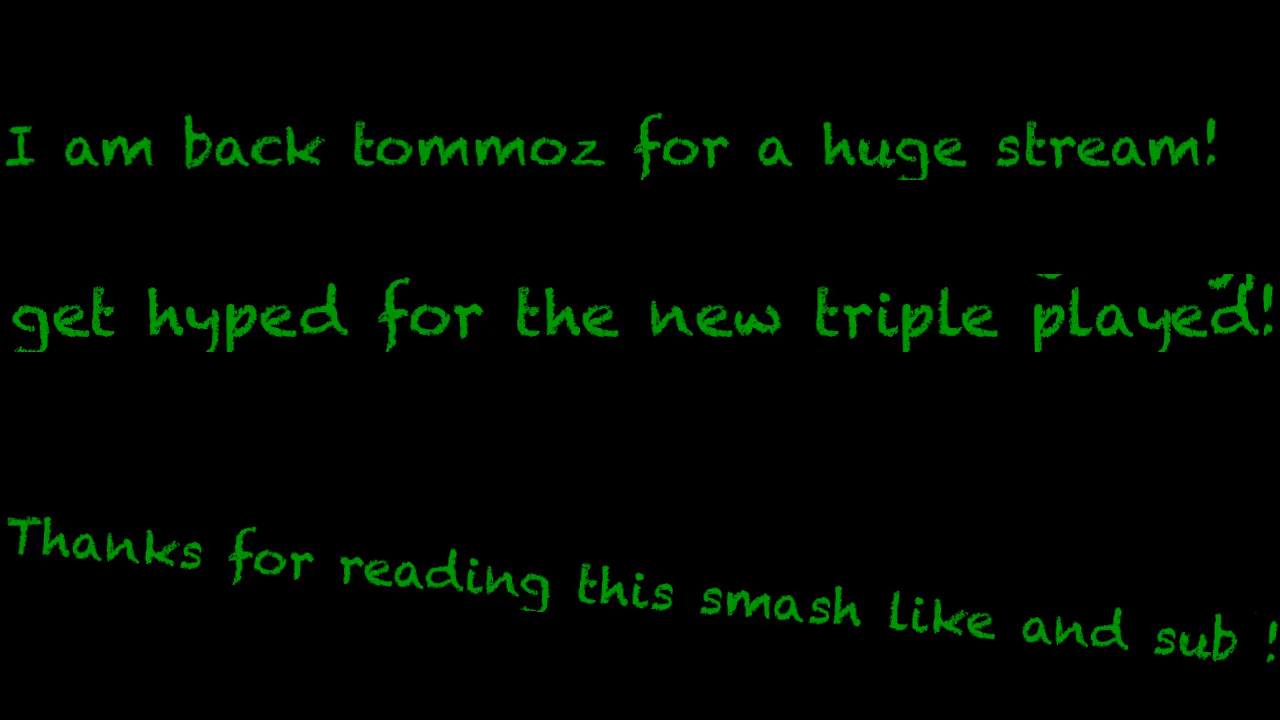 I am back tommoz for a huge stream!
get hyped for the new triple played!
Thanks for reading this smash like and sub !